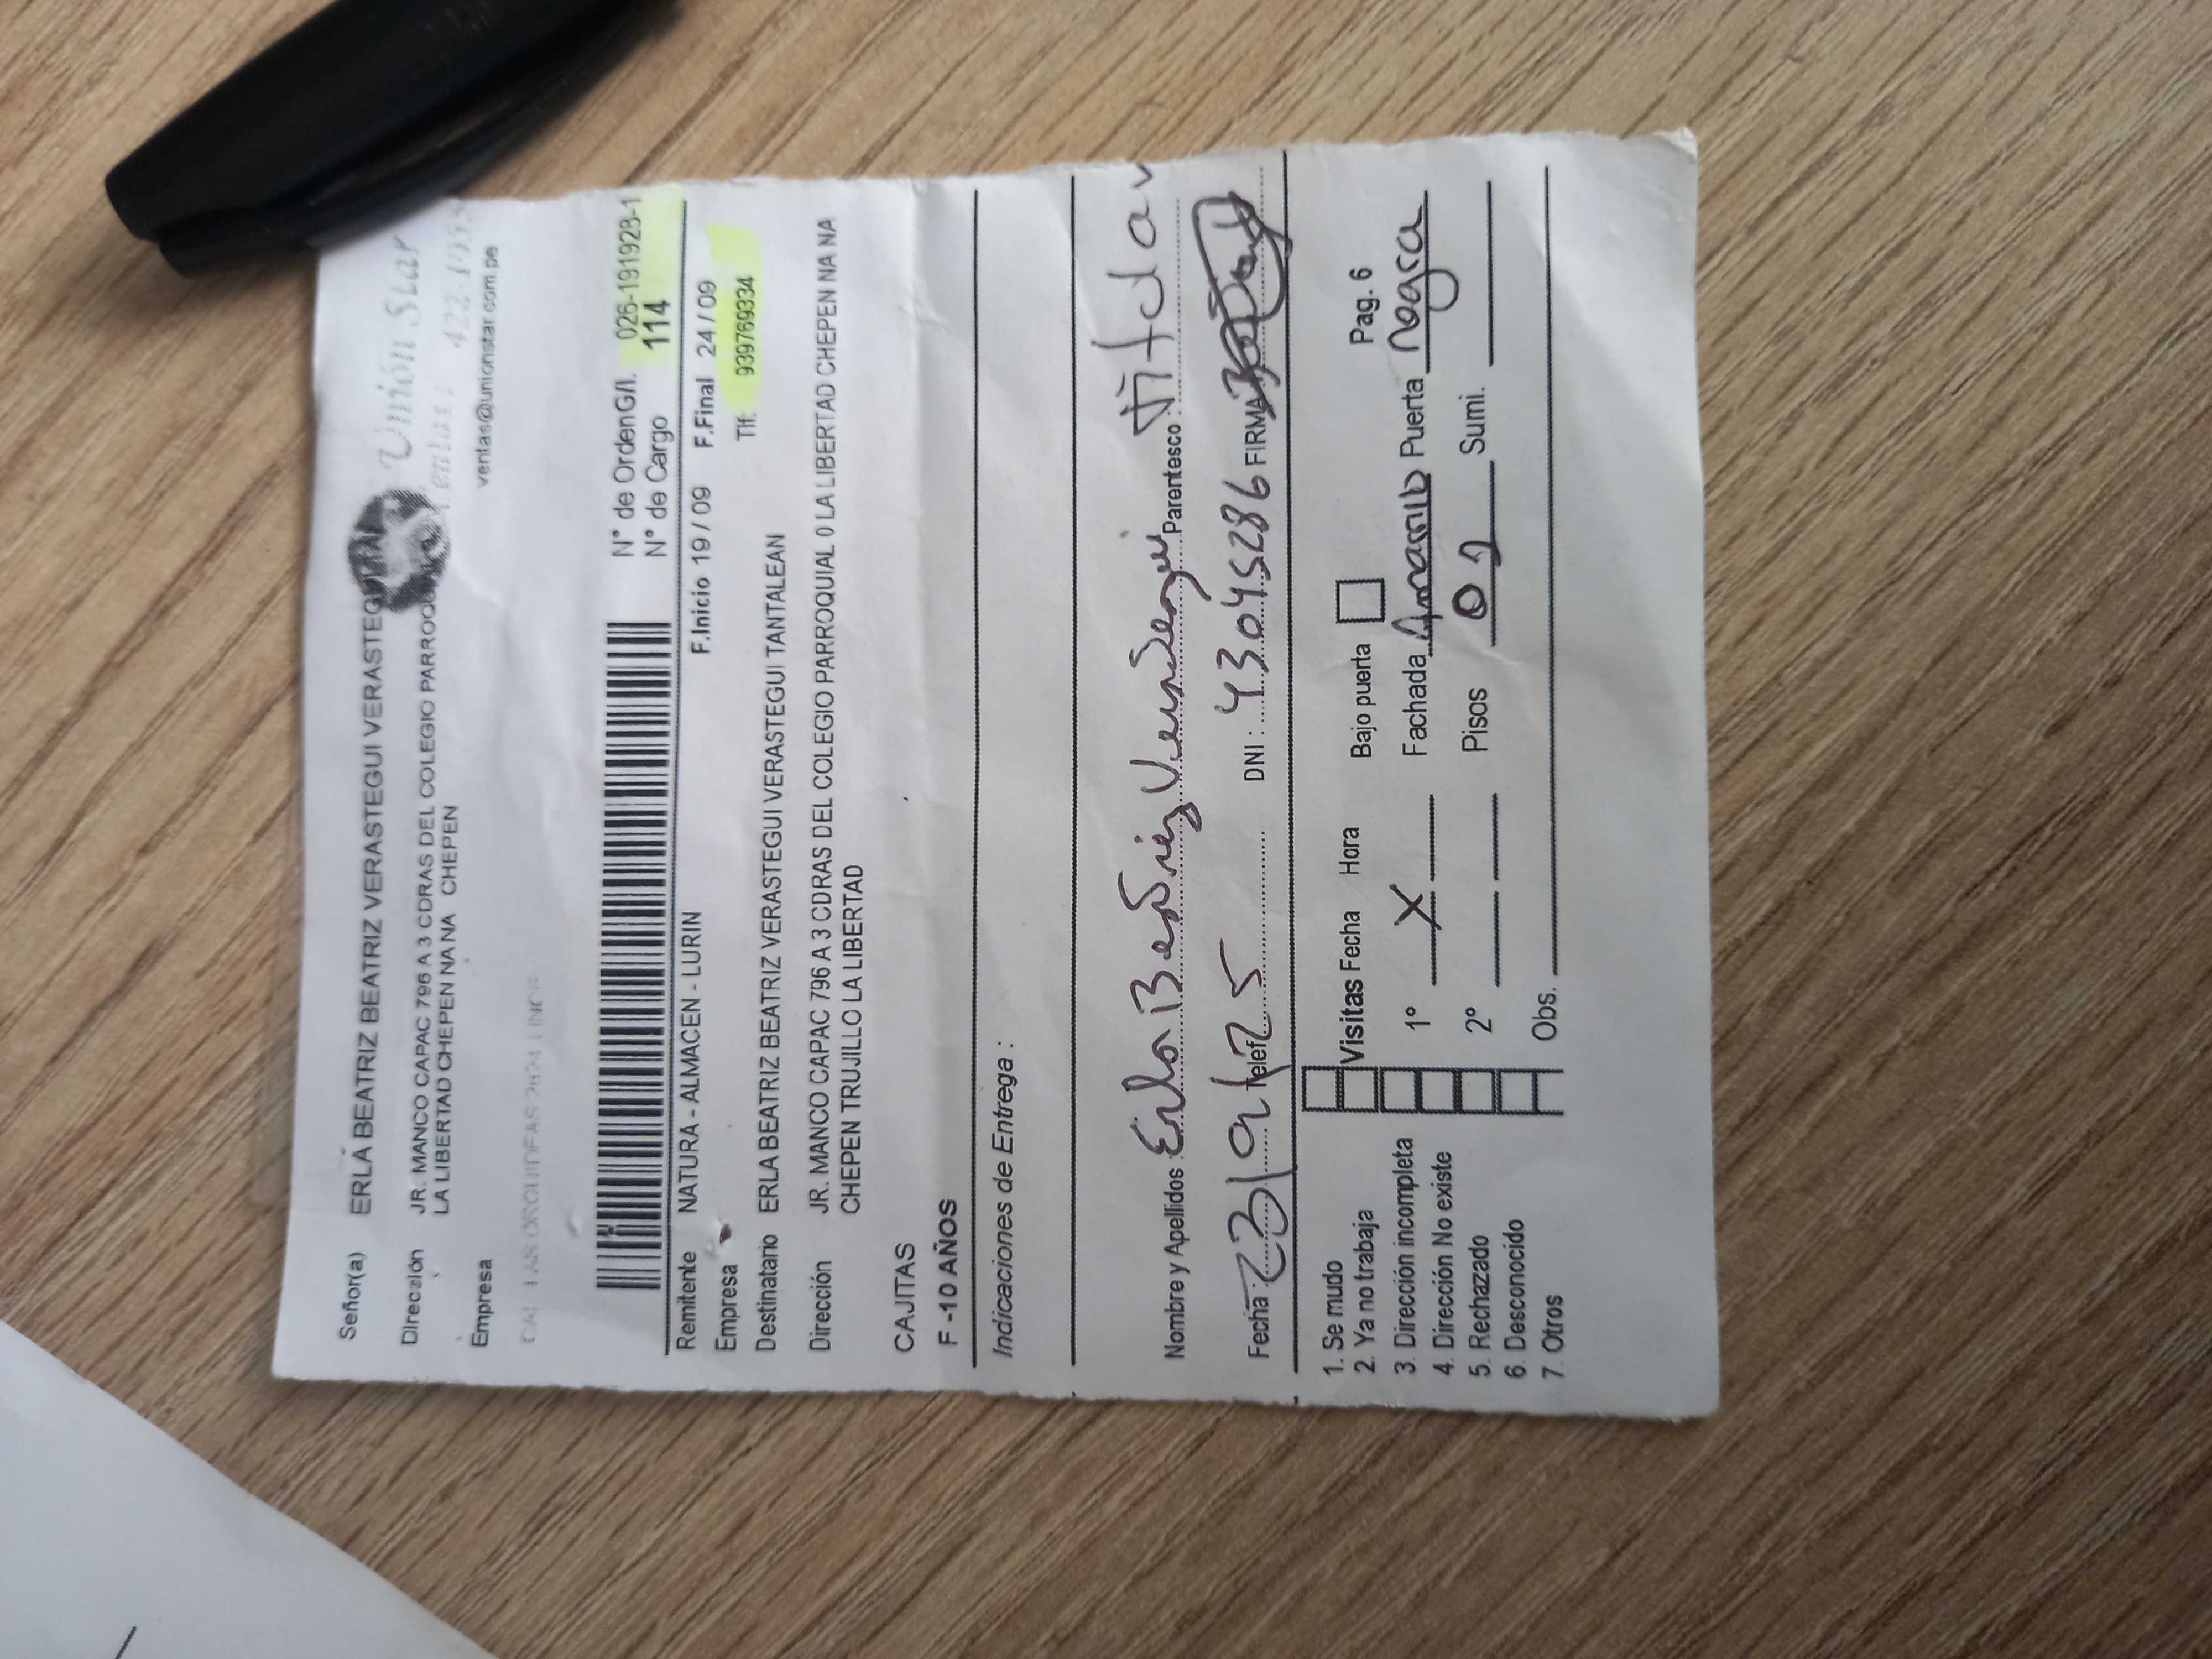 Señor(a) ERLA BEATRIZ BEATRIZ VERASTEGUI VERASTEGUI
Unión Star
Dirección JR. MANCO CAPAC 796 A 3 CDRAS DEL COLEGIO PARROQ
LA LIBERTAD CHEPEN NA NA CHEPEN
Empresa
ventas@unionstar.com.pe
N° de OrdenG/I. 026-191928-1
N° de Cargo 114
Remitente NATURA - ALMACEN - LURIN F.Inicio 19 / 09 F.Final 24 / 09
Empresa Tlf: 939769334
Destinatario ERLA BEATRIZ BEATRIZ VERASTEGUI VERASTEGUI TANTALEAN
Dirección JR. MANCO CAPAC 796 A 3 CDRAS DEL COLEGIO PARROQUIAL 0 LA LIBERTAD CHEPEN NA NA
CHEPEN TRUJILLO LA LIBERTAD
CAJITAS
F -10 AÑOS
Indicaciones de Entrega :
Nombre y Apellidos : Erla Beatriz Verastegui Parentesco : Titular
Fecha : 23/9/25 Telef DNI : 43045286 FIRMA
1. Se mudo
2. Ya no trabaja
3. Dirección incompleta
4. Dirección No existe
5. Rechazado
6. Desconocido
7. Otros
Visitas Fecha Hora Bajo puerta Pag. 6
1° X Fachada Amarillo Puerta negra
2° Pisos 02 Sumi.
Obs.